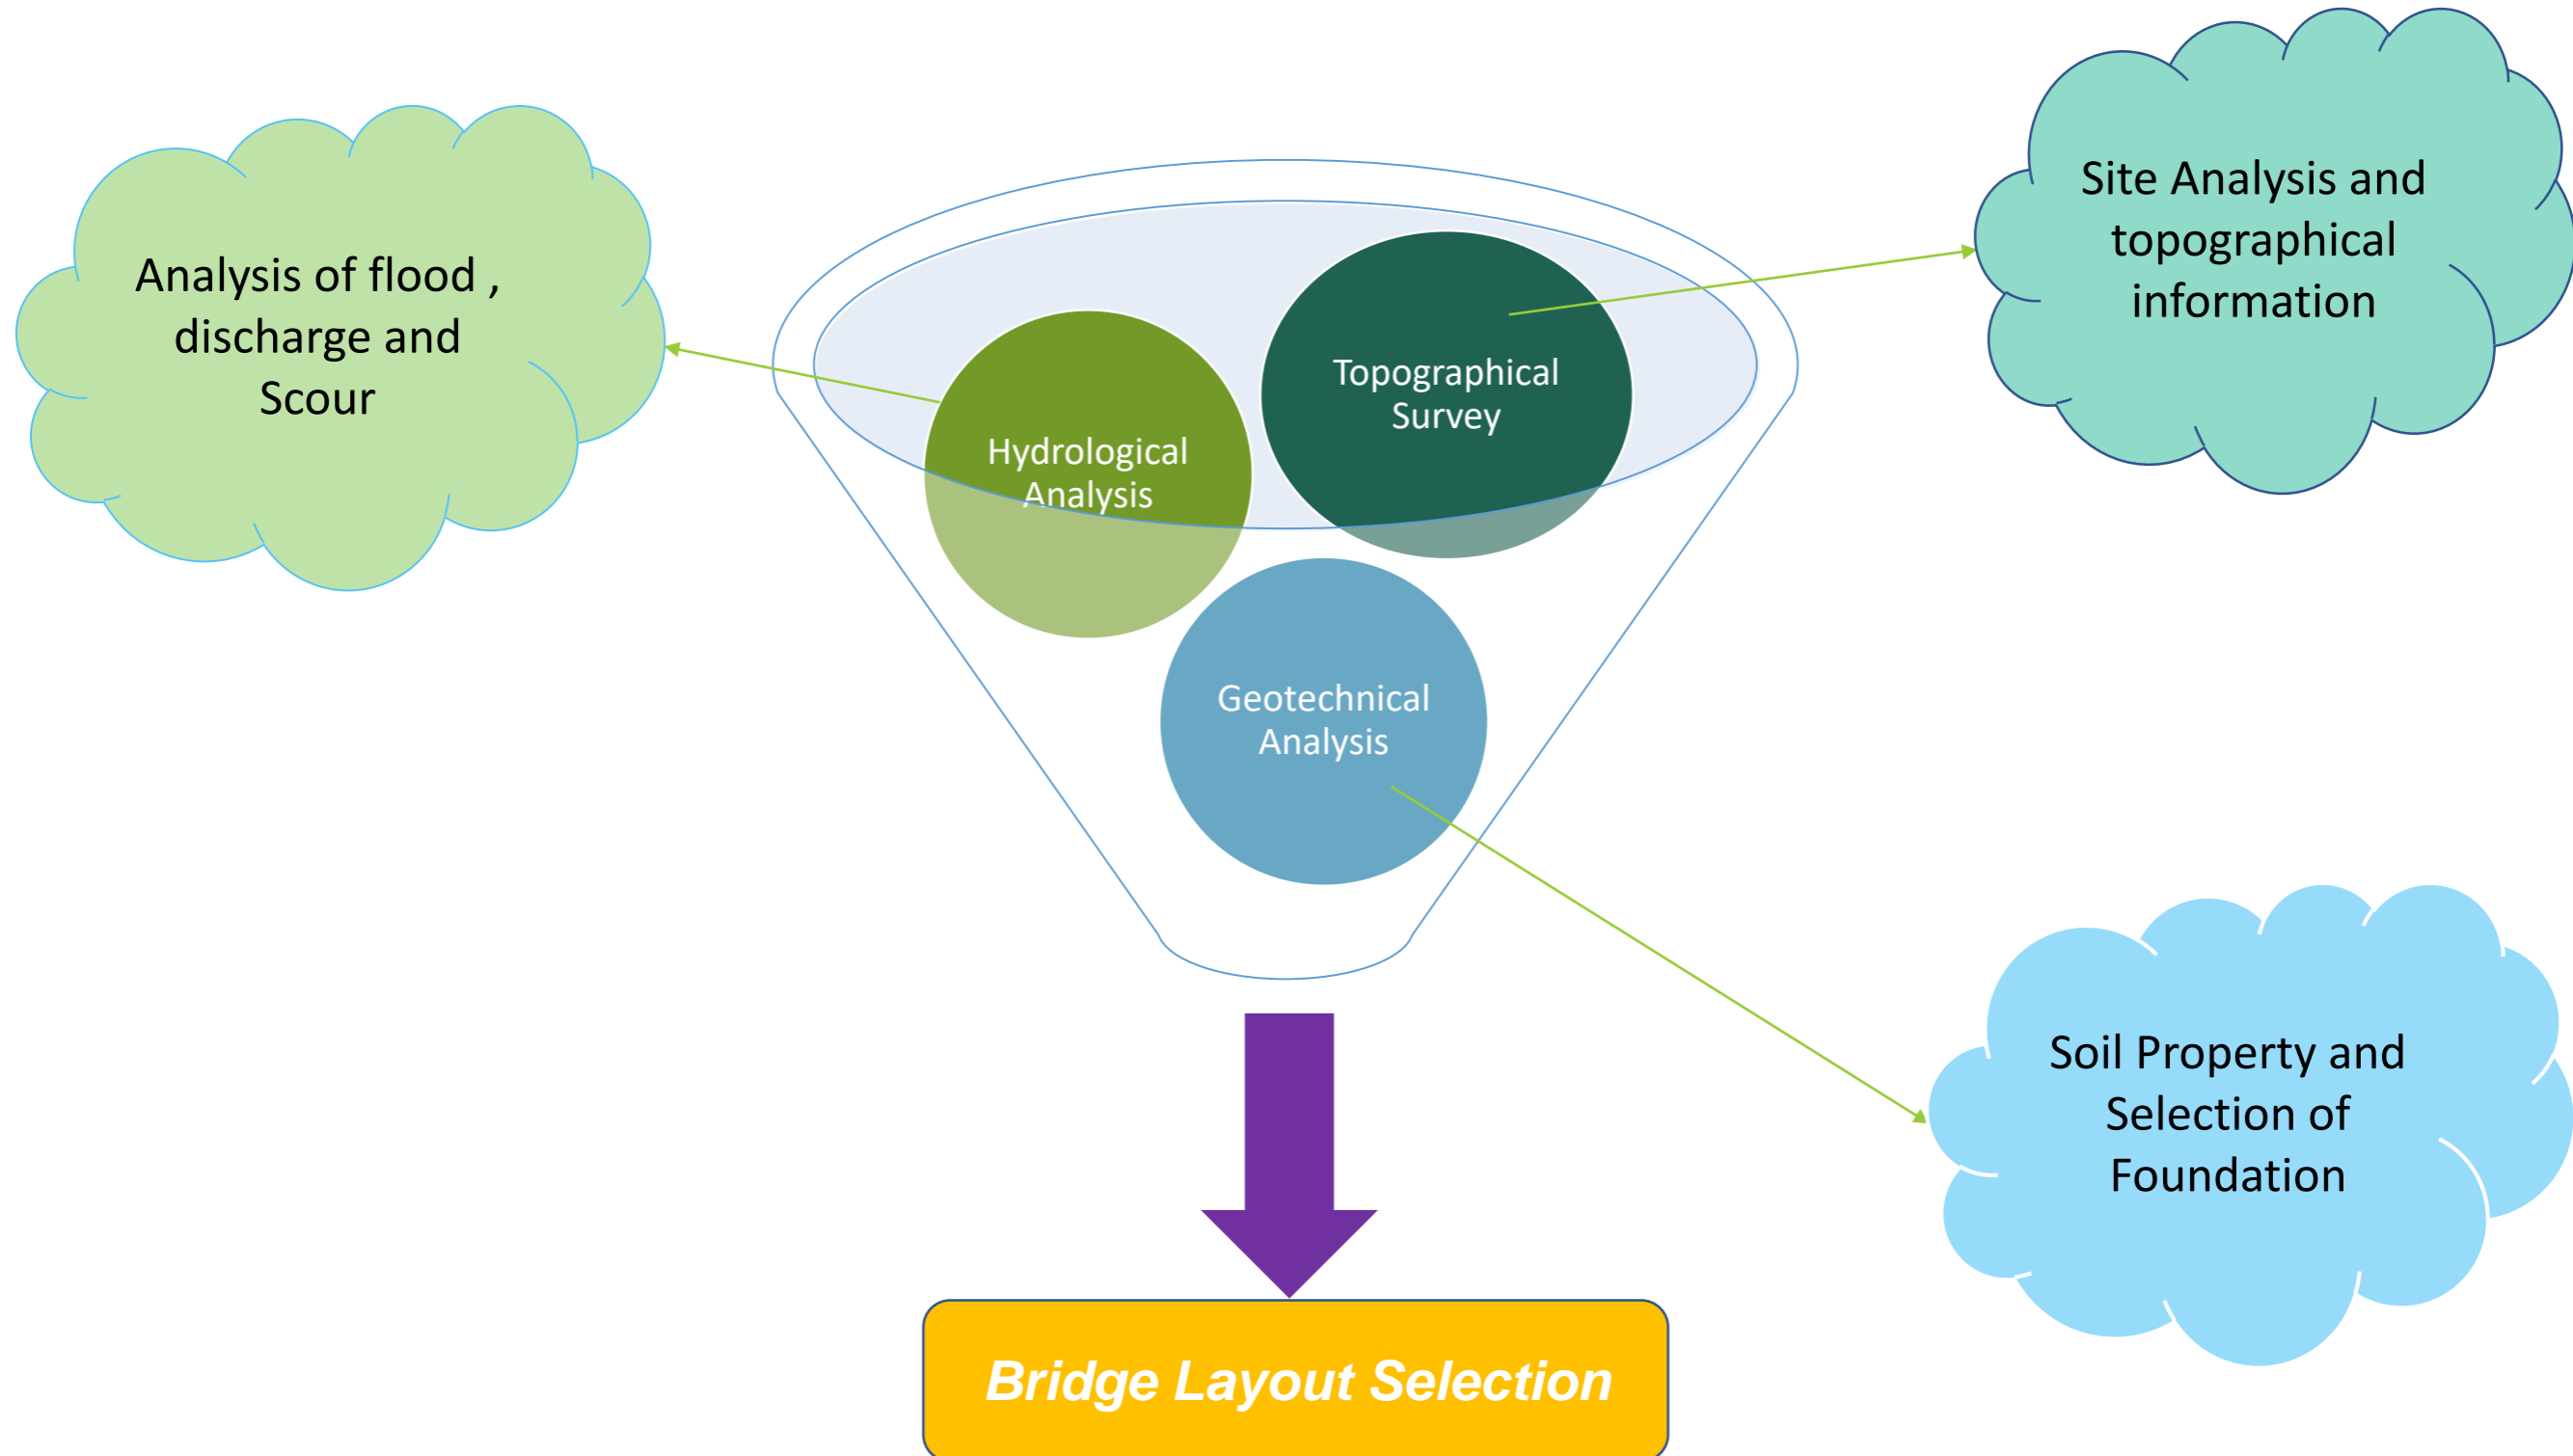 Analysis of flood ,
discharge and
Scour
Site Analysis and
topographical
information
Topographical
Survey
Hydrological
Analysis
Geotechnical
Analysis
Soil Property and
Selection of
Foundation
Bridge Layout Selection